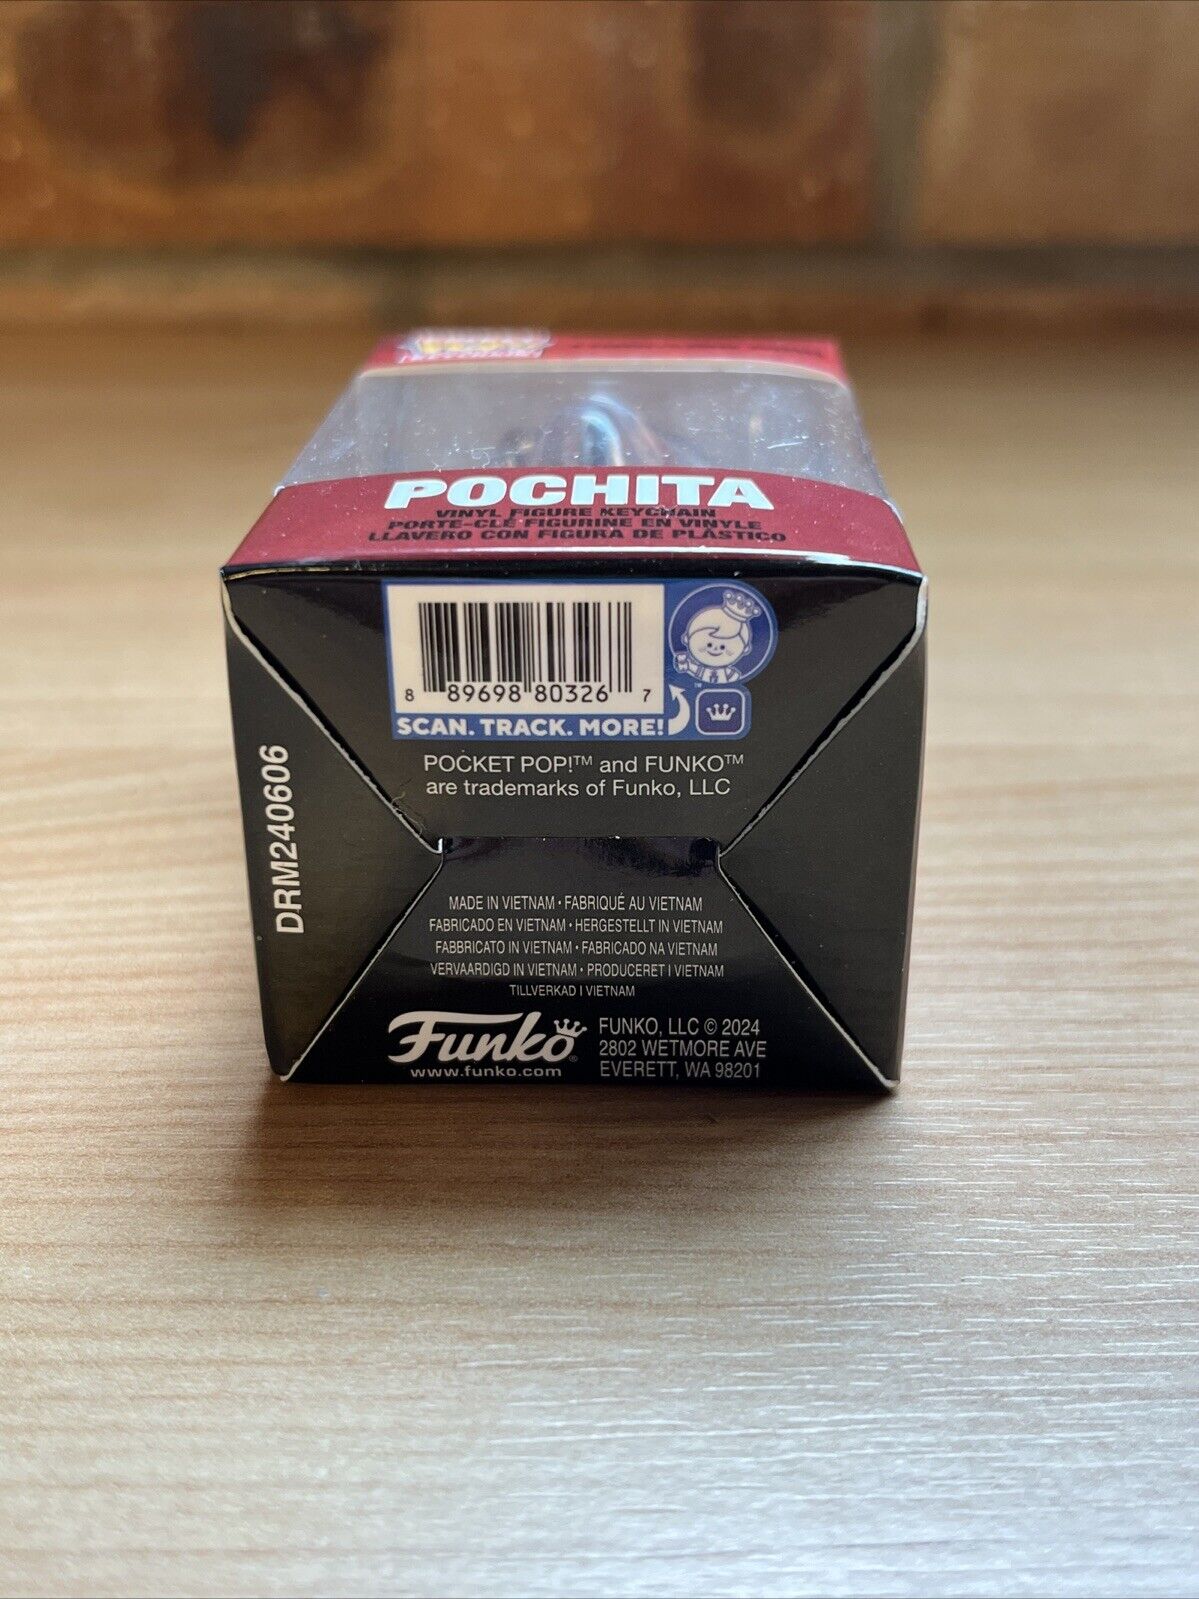 POCHITA
VINYL FIGURE KEYCHAIN
PORTE-CLÉ FIGURINE EN VINYLE
LLAVERO CON FIGURA DE PLÁSTICO
8 89698 80326 7
SCAN. TRACK. MORE!
POCKET POP!™ and FUNKO™
are trademarks of Funko, LLC
DRM240606
MADE IN VIETNAM • FABRIQUÉ AU VIETNAM
FABRICADO EN VIETNAM • HERGESTELLT IN VIETNAM
FABBRICATO IN VIETNAM • FABRICADO NA VIETNAM
VERVAARDIGD IN VIETNAM • PRODUCERET I VIETNAM
TILLVERKAD I VIETNAM
Funko®
www.funko.com
FUNKO, LLC © 2024
2802 WETMORE AVE
EVERETT, WA 98201